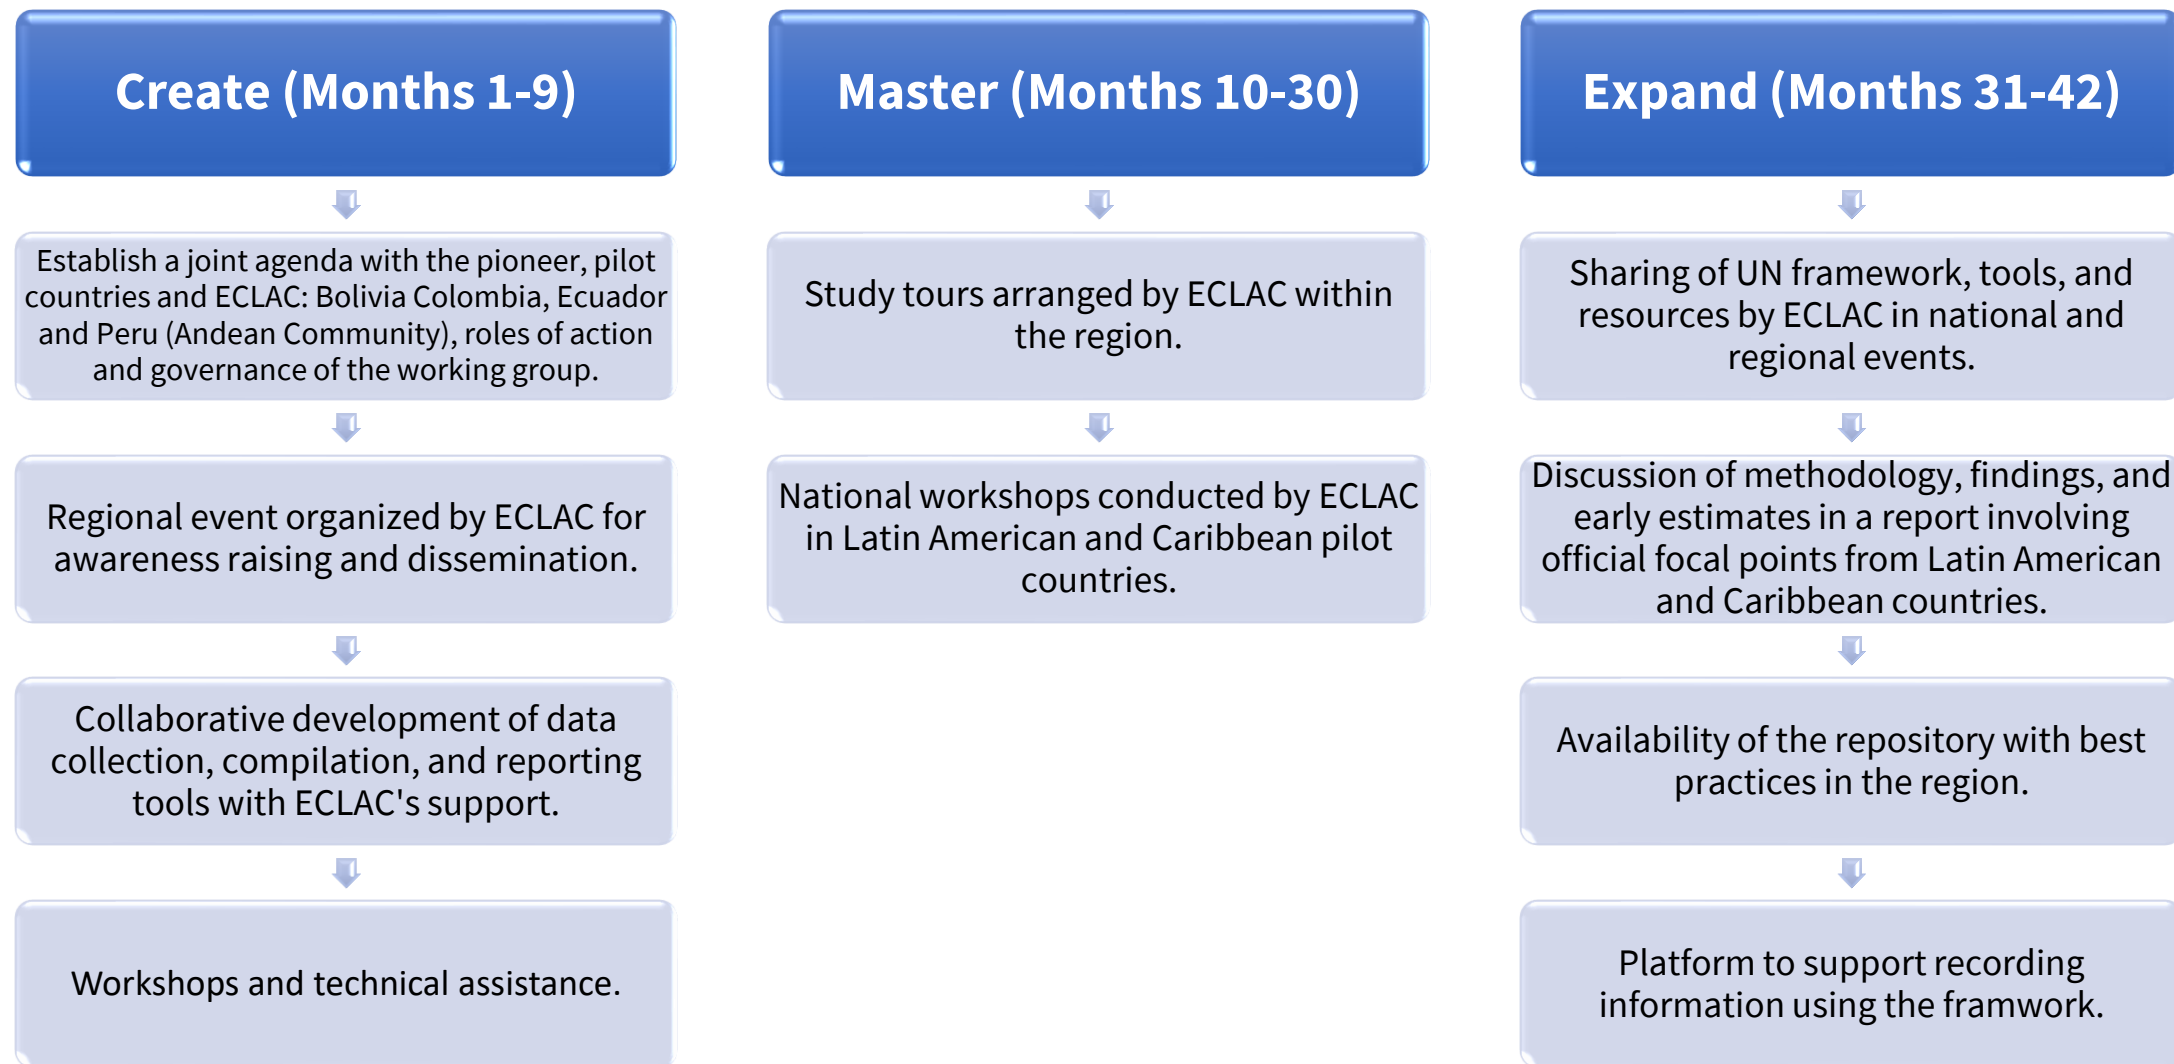 Create (Months 1-9)
Establish a joint agenda with the pioneer, pilot
countries and ECLAC: Bolivia Colombia, Ecuador
and Peru (Andean Community), roles of action
and governance of the working group.
Regional event organized by ECLAC for
awareness raising and dissemination.
Collaborative development of data
collection, compilation, and reporting
tools with ECLAC's support.
Workshops and technical assistance.
Master (Months 10-30)
Study tours arranged by ECLAC within
the region.
National workshops conducted by ECLAC
in Latin American and Caribbean pilot
countries.
Expand (Months 31-42)
Sharing of UN framework, tools, and
resources by ECLAC in national and
regional events.
Discussion of methodology, findings, and
early estimates in a report involving
official focal points from Latin American
and Caribbean countries.
Availability of the repository with best
practices in the region.
Platform to support recording
information using the framwork.